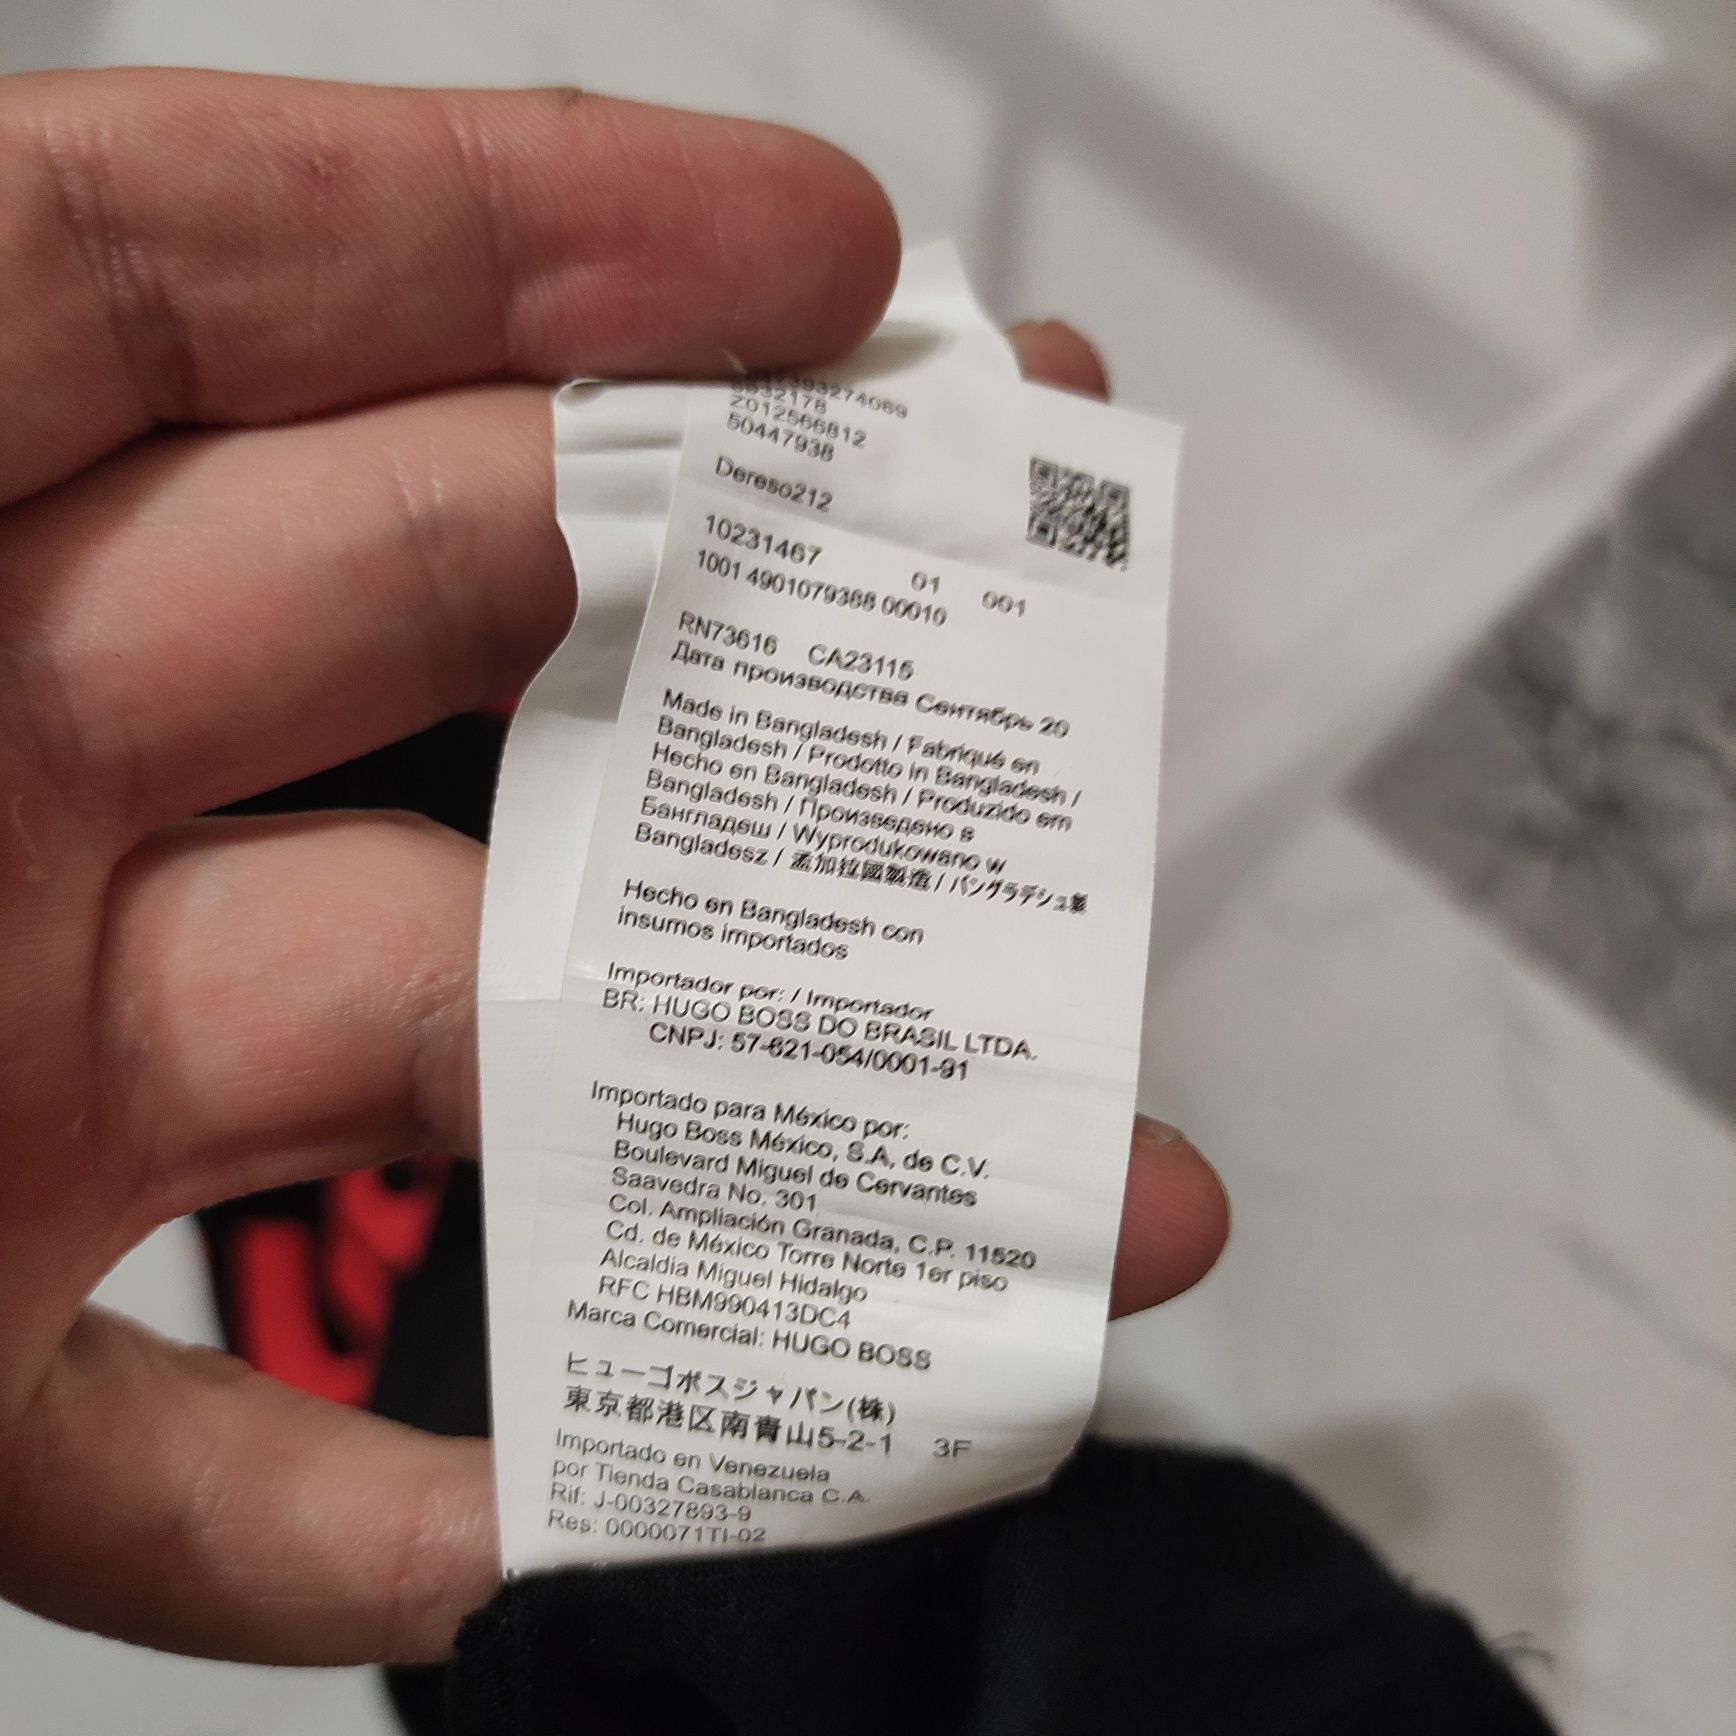 Z012566812
50447938
Dereso212
10231467 01 001
1001 4901079388 00010
RN73616 CA23115
Дата производства Сентябрь 20
Made in Bangladesh / Fabriqué en
Bangladesh / Prodotto in Bangladesh /
Hecho en Bangladesh / Produzido em
Bangladesh / Произведено в
Бангладеш / Wyprodukowano w
Bangladesz / 孟加拉國製造 / バングラデシュ製
Hecho en Bangladesh con
insumos importados
Importador por: / Importador
BR: HUGO BOSS DO BRASIL LTDA.
CNPJ: 57-621-054/0001-91
Importado para México por:
Hugo Boss México, S.A, de C.V.
Boulevard Miguel de Cervantes
Saavedra No. 301
Col. Ampliación Granada, C.P. 11520
Cd. de México Torre Norte 1er piso
Alcaldia Miguel Hidalgo
RFC HBM990413DC4
Marca Comercial: HUGO BOSS
ヒューゴボスジャパン(株)
東京都港区南青山5-2-1 3F
Importado en Venezuela
por Tienda Casablanca C.A.
Rif: J-00327893-9
Res: 0000071TI-02